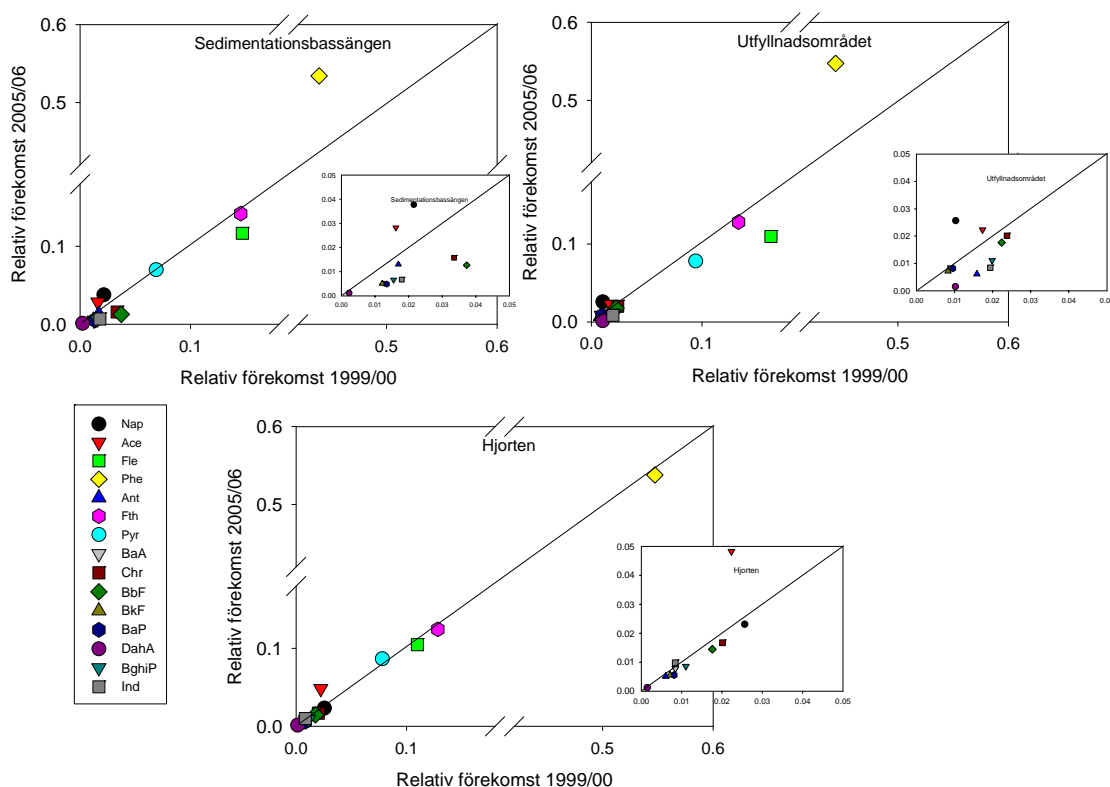 0.6
Sedimentationsbassängen
0.5
0.1
0.0
Relativ förekomst 2005/06
0.0
0.1
0.5
0.6
Relativ förekomst 1999/00
0.05
0.04
0.03
0.02
0.01
0.00
Sedimentationsbassängen
0.00
0.01
0.02
0.03
0.04
0.05
0.6
Utfyllnadsområdet
0.5
0.1
0.0
Relativ förekomst 2005/06
0.0
0.1
0.5
0.6
Relativ förekomst 1999/00
0.05
0.04
0.03
0.02
0.01
0.00
Utfyllnadsområdet
0.00
0.01
0.02
0.03
0.04
Nap
Ace
Fle
Phe
Ant
Fth
Pyr
BaA
Chr
BbF
BkF
BaP
DahA
BghiP
Ind
0.6
Hjorten
0.5
0.1
0.0
Relativ förekomst 2005/06
0.0
0.1
0.5
0.6
Relativ förekomst 1999/00
0.05
0.04
0.03
0.02
0.01
0.00
Hjorten
0.00
0.01
0.02
0.03
0.04
0.05